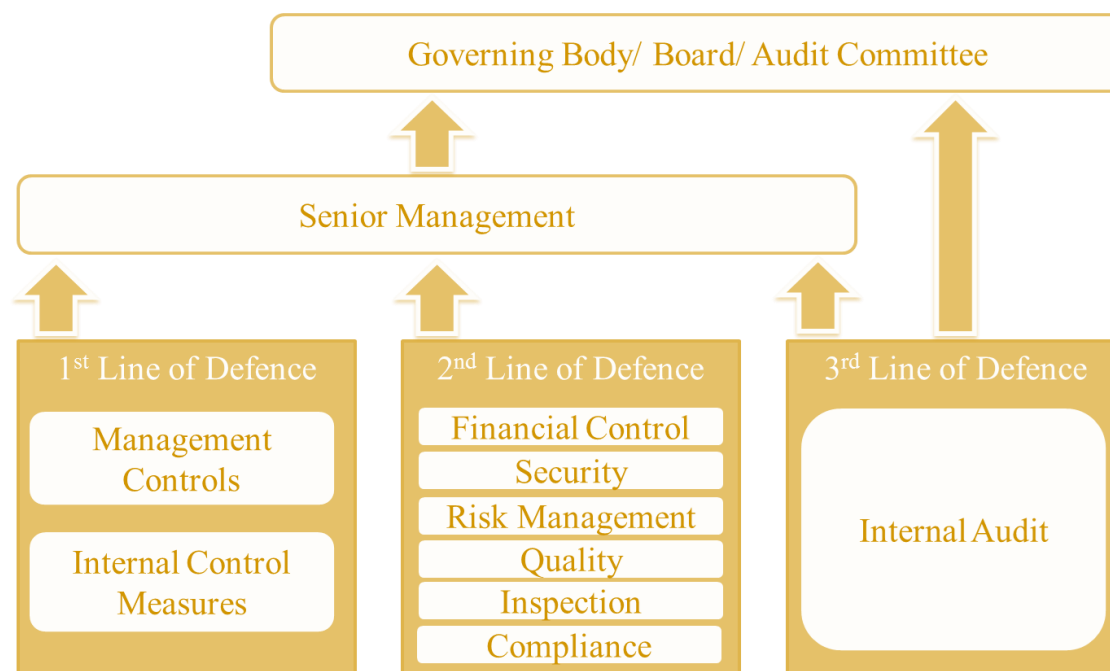 Governing Body/ Board/ Audit Committee
Senior Management
1st Line of Defence
Management
Controls
Internal Control
Measures
2nd Line of Defence
Financial Control
Security
Risk Management
Quality
Inspection
Compliance
3rd Line of Defence
Internal Audit